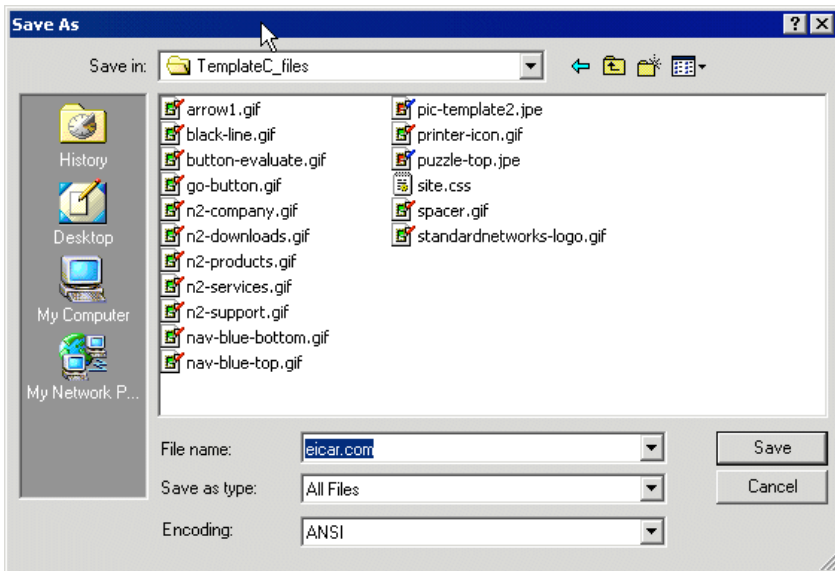 Save As
Save in: TemplateC_files
History
Desktop
My Computer
My Network P...
arrow1.gif
black-line.gif
button-evaluate.gif
go-button.gif
n2-company.gif
n2-downloads.gif
n2-products.gif
n2-services.gif
n2-support.gif
nav-blue-bottom.gif
nav-blue-top.gif
pic-template2.jpe
printer-icon.gif
puzzle-top.jpe
site.css
spacer.gif
standardnetworks-logo.gif
File name: eicar.com
Save
Save as type: All Files
Cancel
Encoding: ANSI